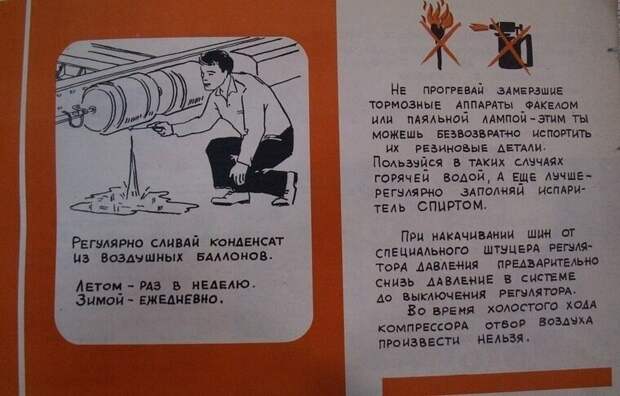 Регулярно сливай конденсат
из воздушных баллонов.
Летом - раз в неделю.
Зимой - ежедневно.
Не прогревай замерзшие
тормозные аппараты факелом
или паяльной лампой - этим ты
можешь безвозвратно испортить
их резиновые детали.
Пользуйся в таких случаях
горячей водой, а еще лучше-
регулярно заполняй испари-
тель СПИРТОМ.
При накачивании шин от
специального штуцера регуля-
тора давления предварительно
снизь давление в системе
до выключения регулятора.
Во время холостого хода
компрессора отбор воздуха
произвести нельзя.